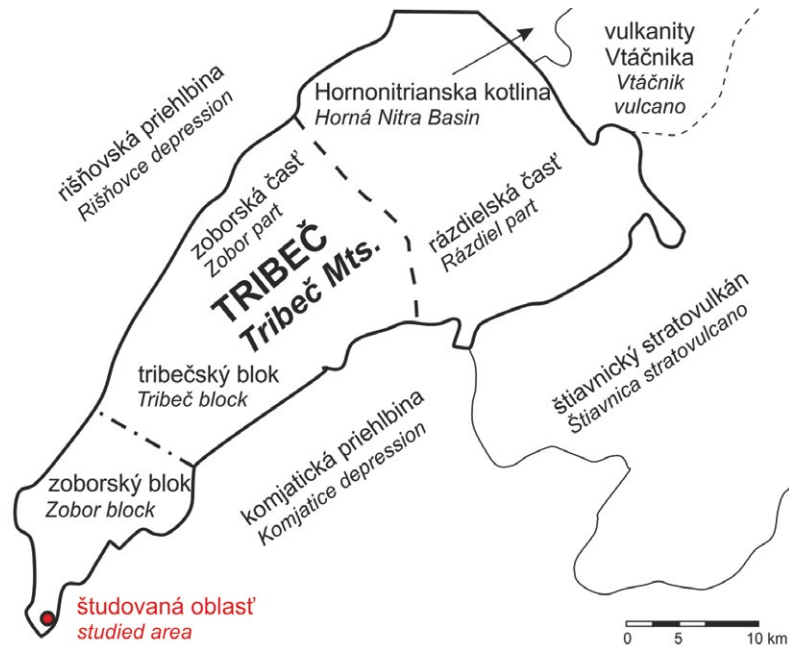 vulkanity
Vtáčnika
Vtáčnik
vulcano
Hornonitrianska kotlina
Horná Nitra Basin
rišňovská priehlbina
Rišňovce depression
zoborská časť
Zobor part
rázdielská časť
Rázdiel part
TRIBEČ
Tribeč Mts.
štiavnický stratovulkán
Štiavnica stratovulcano
tribečský blok
Tribeč block
komjatická priehlbina
Komjatice depression
zoborský blok
Zobor block
študovaná oblasť
studied area
0 5 10 km